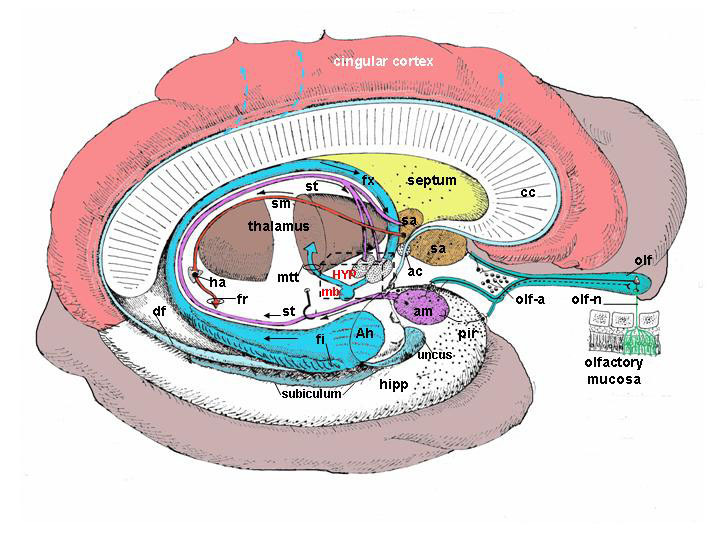 cingular cortex
st
fx
septum
cc
sm
sa
thalamus
sa
olf
ac
HYP
mtt
ha
mb
olf-a
olf-n
fr
df
st
am
Ah
pir
fi
uncus
olfactory
mucosa
hipp
subiculum